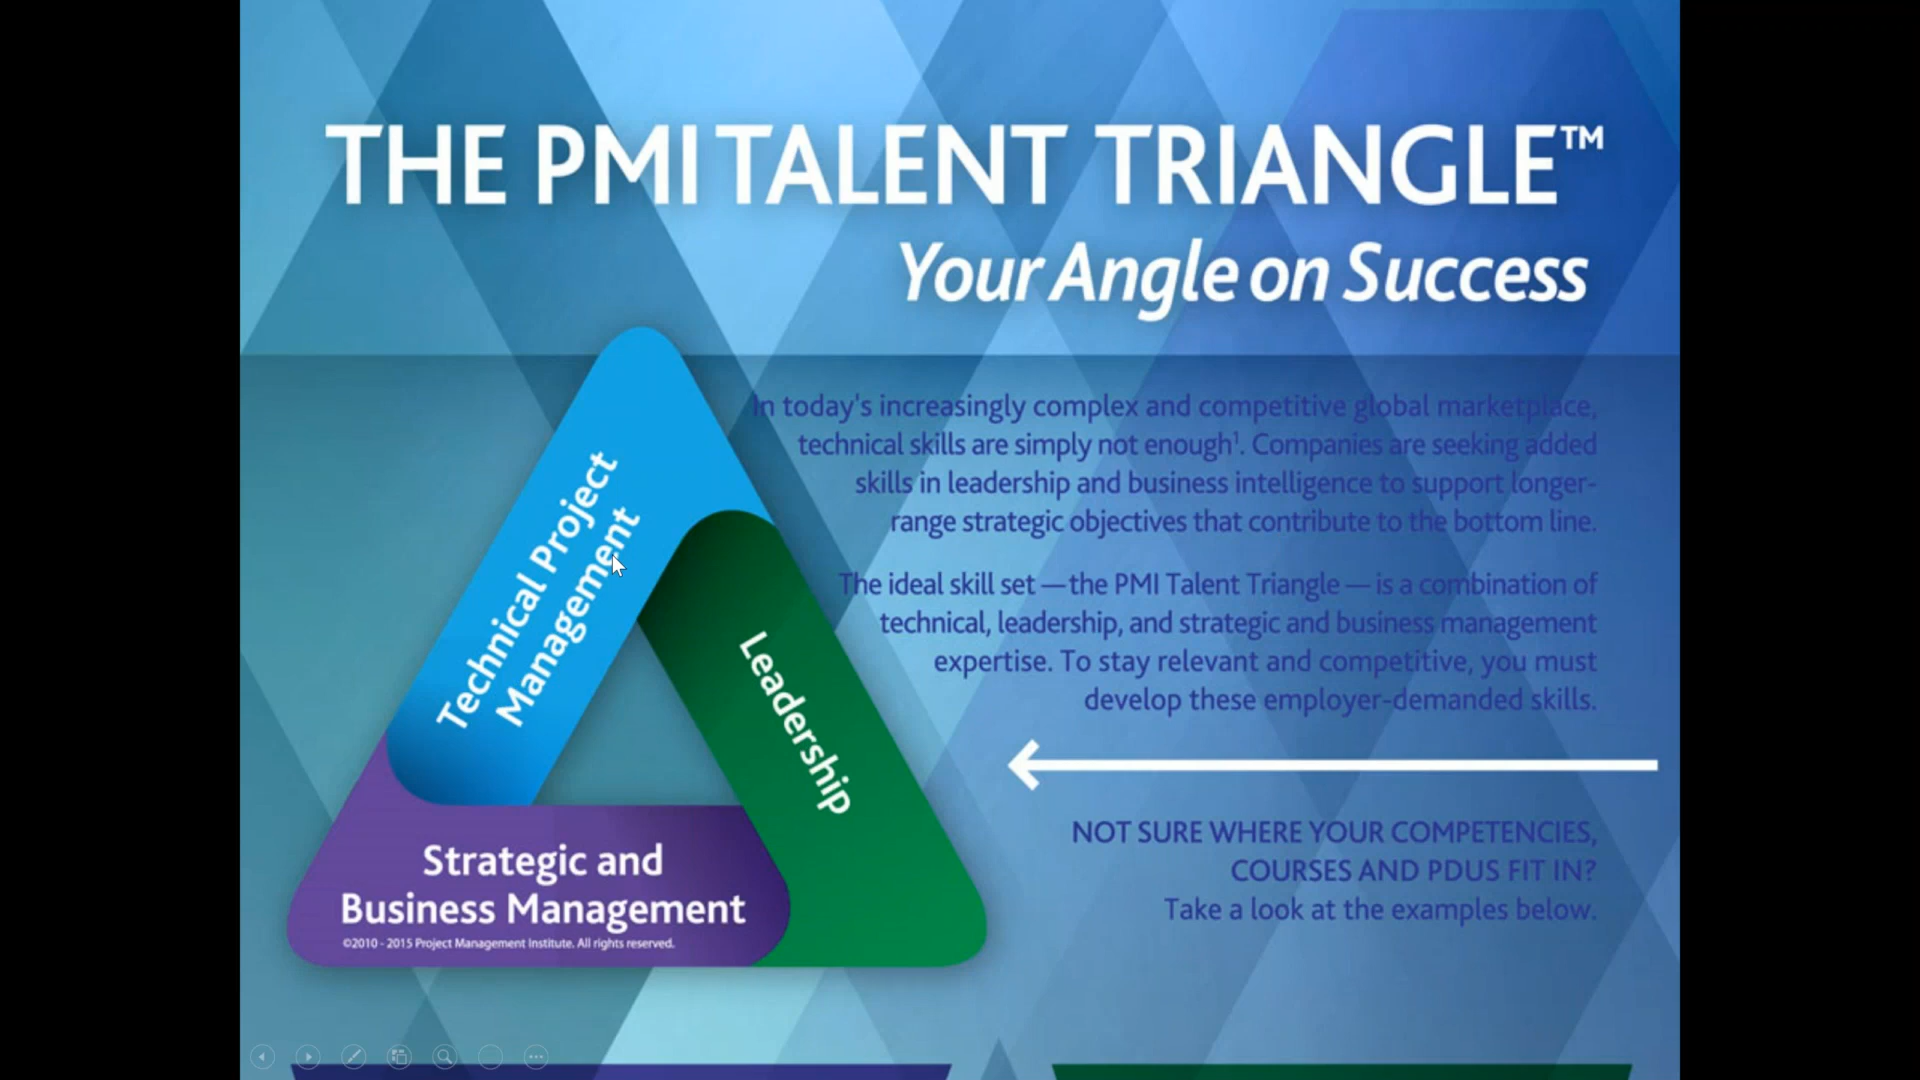 THE PMI TALENT TRIANGLE™
Your Angle on Success
In today's increasingly complex and competitive global marketplace,
technical skills are simply not enough¹. Companies are seeking added
skills in leadership and business intelligence to support longer-
range strategic objectives that contribute to the bottom line.
The ideal skill set — the PMI Talent Triangle — is a combination of
technical, leadership, and strategic and business management
expertise. To stay relevant and competitive, you must
develop these employer-demanded skills.
Technical Project
Management
Leadership
Strategic and
Business Management
©2010 - 2015 Project Management Institute. All rights reserved.
NOT SURE WHERE YOUR COMPETENCIES,
COURSES AND PDUS FIT IN?
Take a look at the examples below.